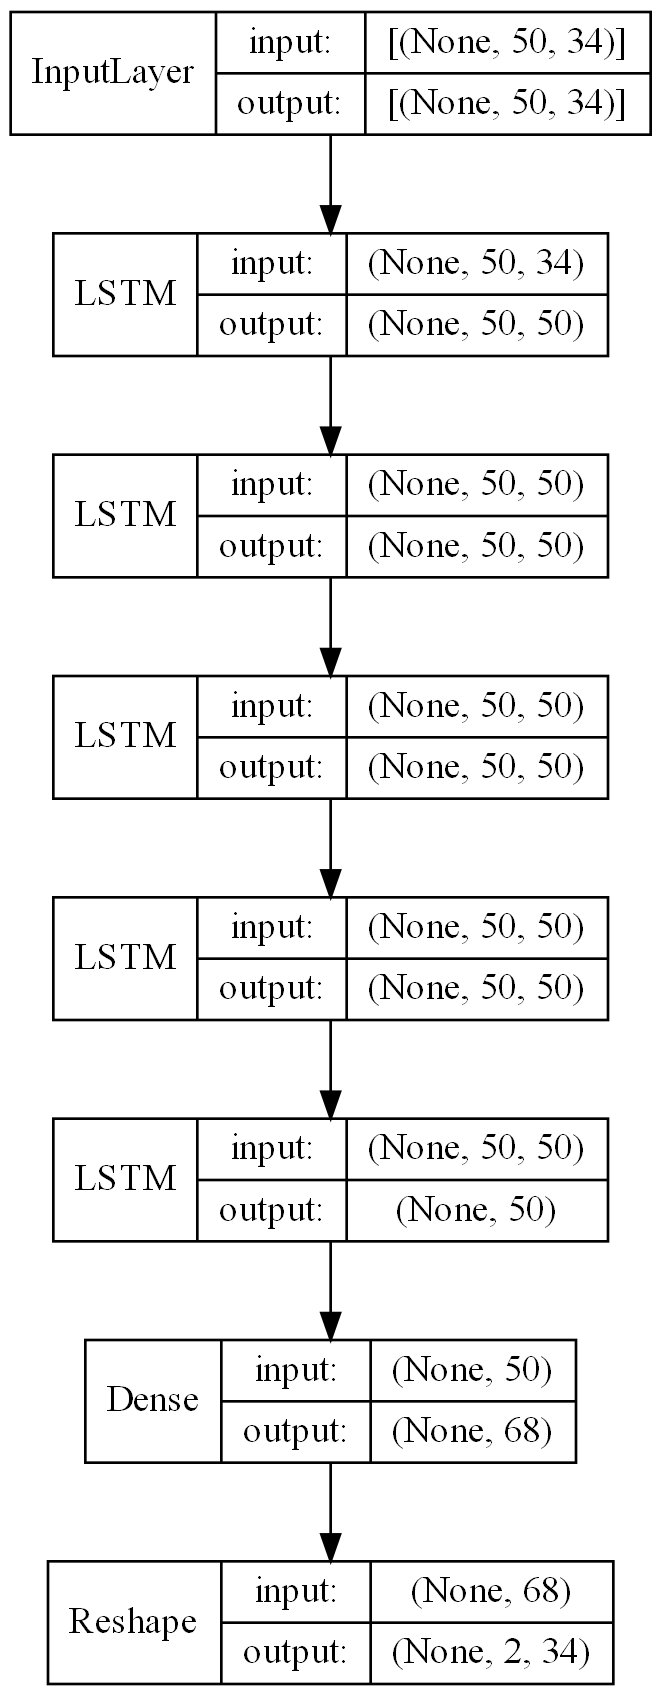 InputLayer
input:
[(None, 50, 34)]
output:
[(None, 50, 34)]
LSTM
input:
(None, 50, 34)
output:
(None, 50, 50)
LSTM
input:
(None, 50, 50)
output:
(None, 50, 50)
LSTM
input:
(None, 50, 50)
output:
(None, 50, 50)
LSTM
input:
(None, 50, 50)
output:
(None, 50, 50)
LSTM
input:
(None, 50, 50)
output:
(None, 50)
Dense
input:
(None, 50)
output:
(None, 68)
Reshape
input:
(None, 68)
output:
(None, 2, 34)